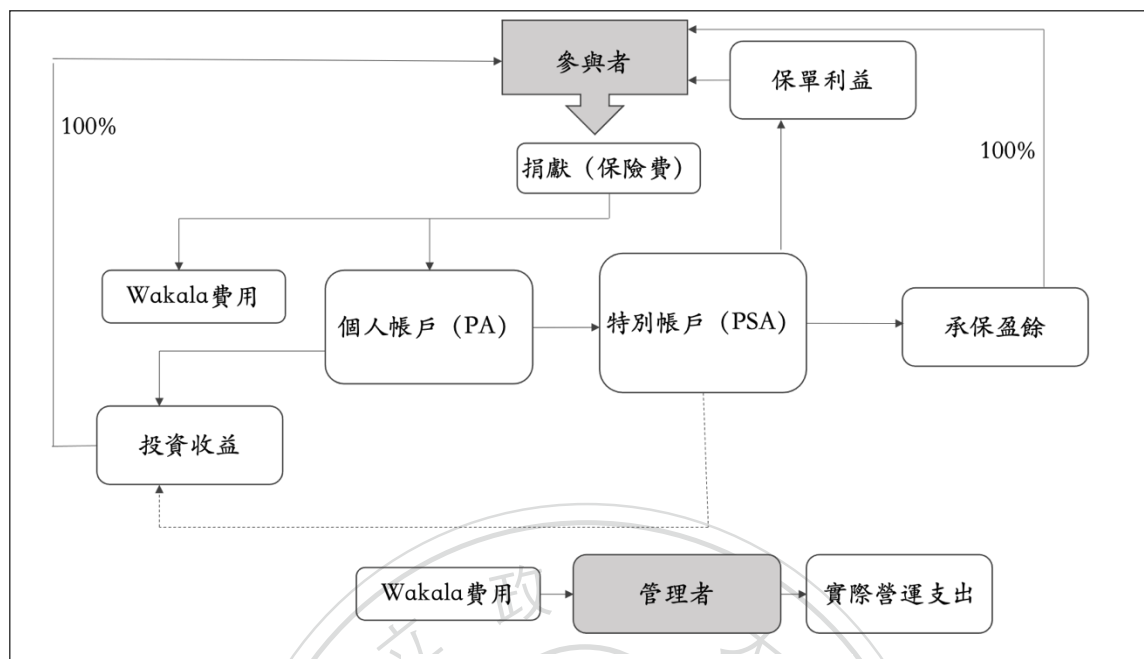 參與者
保單利益
100%
100%
捐獻（保險費）
Wakala費用
個人帳戶（PA）
特別帳戶（PSA）
承保盈餘
投資收益
Wakala費用
管理者
實際營運支出
立
政
大